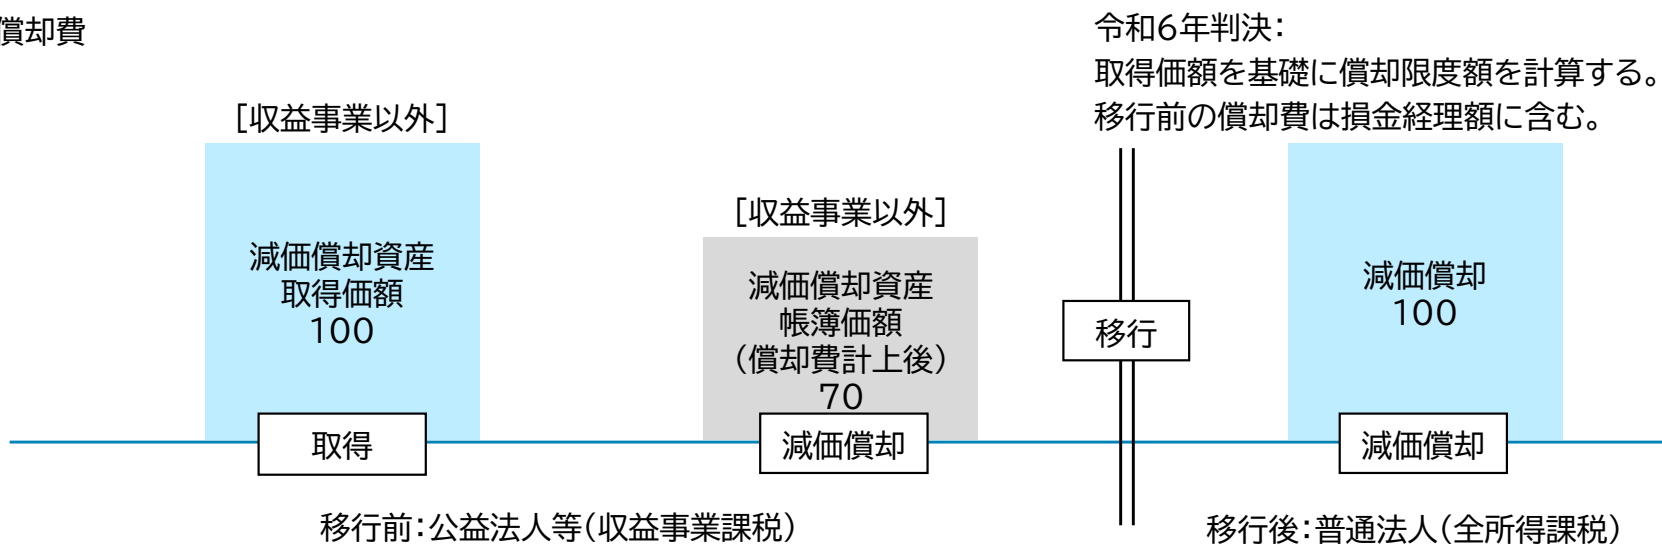 償却費
令和6年判決：
取得価額を基礎に償却限度額を計算する。
移行前の償却費は損金経理額に含む。
［収益事業以外］
減価償却資産
取得価額
100
取得
［収益事業以外］
減価償却資産
帳簿価額
（償却費計上後）
70
減価償却
移行
減価償却
100
減価償却
移行前：公益法人等（収益事業課税）
移行後：普通法人（全所得課税）